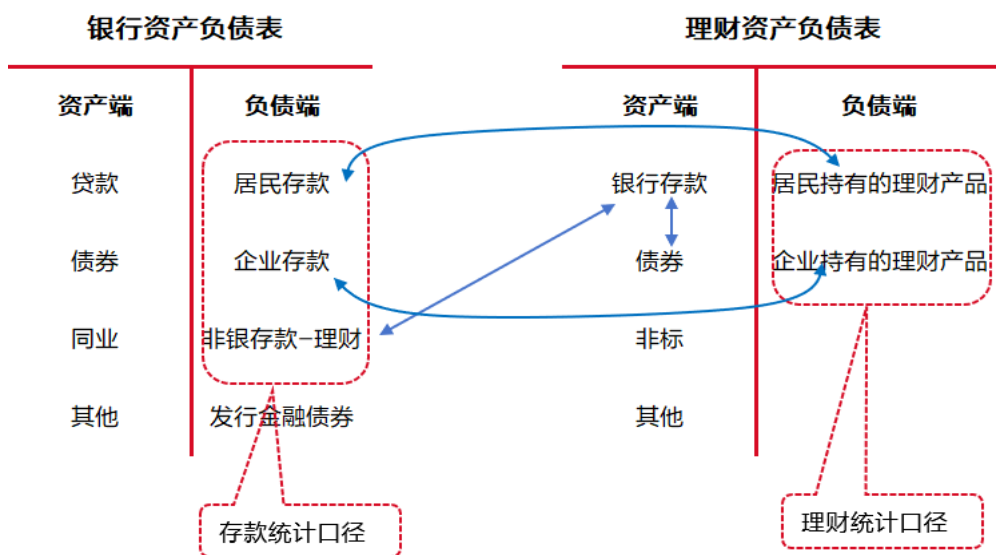 银行资产负债表
理财资产负债表
资产端
负债端
资产端
负债端
贷款
居民存款
银行存款
居民持有的理财产品
债券
企业存款
债券
企业持有的理财产品
同业
非银存款-理财
非标
其他
发行金融债券
其他
存款统计口径
理财统计口径